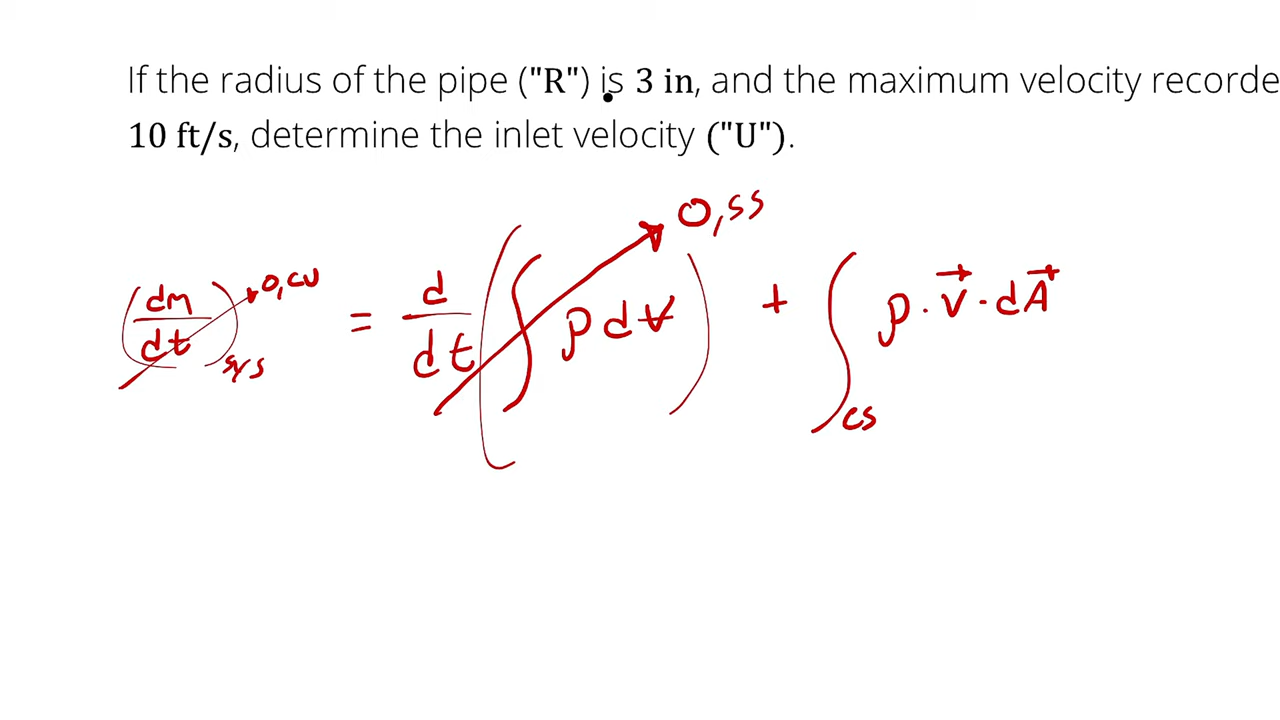 If the radius of the pipe ("R") is 3 in, and the maximum velocity recorde
10 ft/s, determine the inlet velocity ("U").
(dm/dt)sys → 0, CV = d/dt (∫ ρ dV) → 0, SS + ∫cs ρ · V⃗ · dA⃗